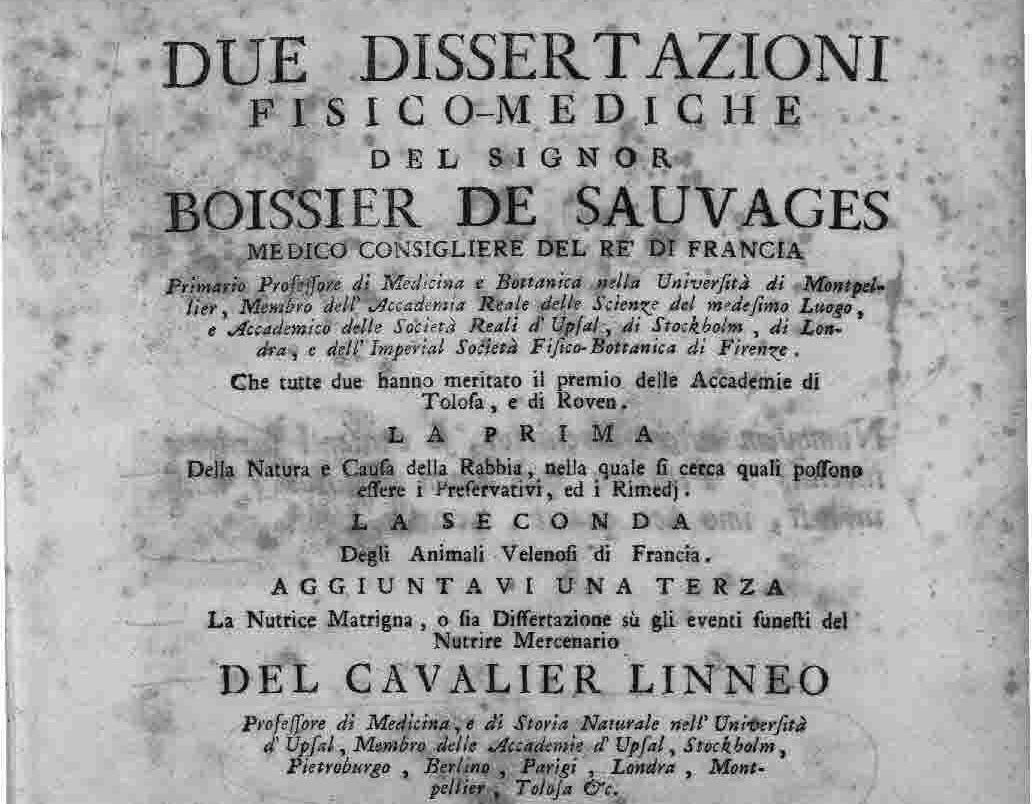 DUE DISSERTAZIONI
FISICO-MEDICHE
DEL SIGNOR
BOISSIER DE SAUVAGES
MEDICO CONSIGLIERE DEL RE' DI FRANCIA
Primario Profeſſore di Medicina e Bottanica nella Univerſità di Montpel-
lier, Membro dell' Accademia Reale delle Scienze del medeſimo Luogo,
e Accademico delle Società Reali d' Upſal, di Stockholm, di Lon-
dra, e dell' Imperial Società Fiſico-Bottanica di Firenze.
Che tutte due hanno meritato il premio delle Accademie di
Toloſa, e di Roven.
LA PRIMA
Della Natura e Cauſa della Rabbia, nella quale ſi cerca quali poſſono
eſſere i Preſervativi, ed i Rimedj.
LA SECONDA
Degli Animali Velenoſi di Francia.
AGGIUNTAVI UNA TERZA
La Nutrice Matrigna, o ſia Diſſertazione sù gli eventi funeſti del
Nutrire Mercenario
DEL CAVALIER LINNEO
Profeſſore di Medicina, e di Storia Naturale nell' Univerſità
d' Upſal, Membro delle Accademie d' Upſal, Stockholm,
Pietroburgo, Berlino, Parigi, Londra, Mont-
pellier, Toloſa &c.